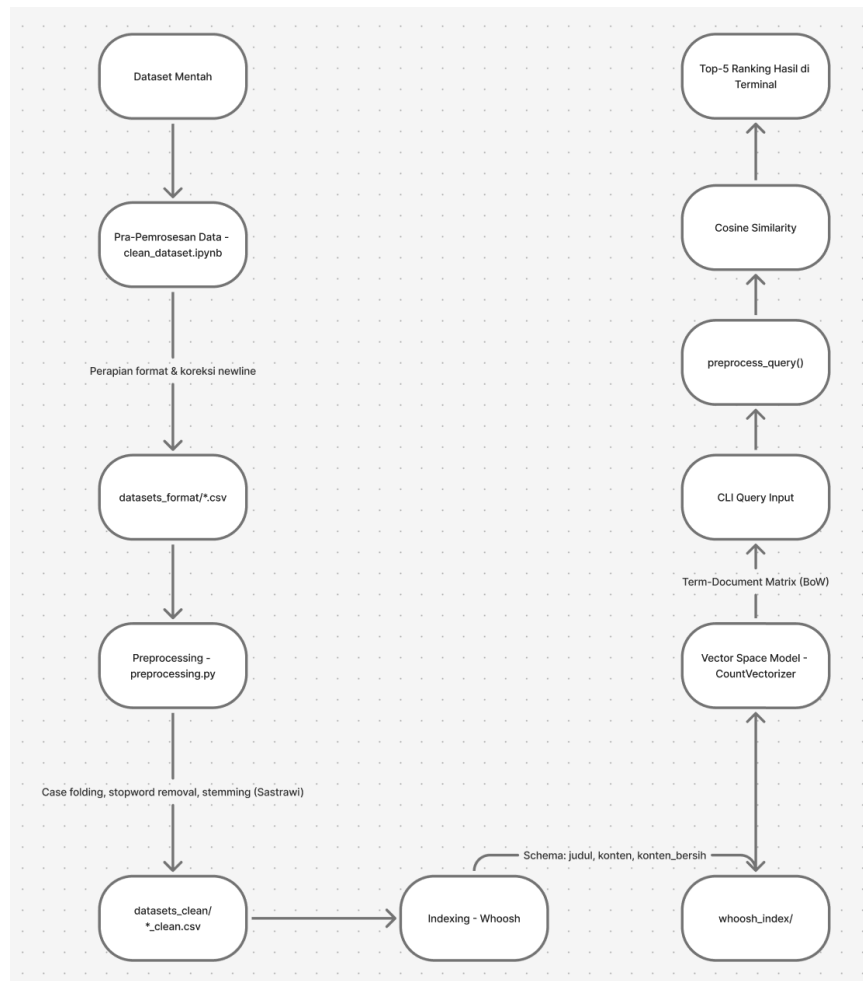 Dataset Mentah
Pra-Pemrosesan Data -
clean_dataset.ipynb
Perapian format & koreksi newline
datasets_format/*.csv
Preprocessing -
preprocessing.py
Case folding, stopword removal, stemming (Sastrawi)
datasets_clean/
*_clean.csv
Indexing - Whoosh
Schema: judul, konten, konten_bersih
whoosh_index/
Vector Space Model -
CountVectorizer
Term-Document Matrix (BoW)
CLI Query Input
preprocess_query()
Cosine Similarity
Top-5 Ranking Hasil di
Terminal